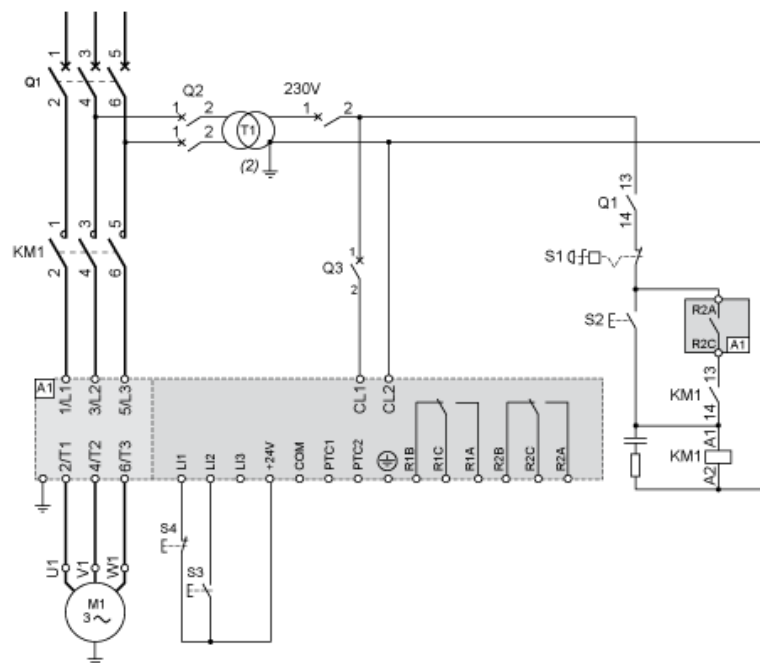 1 3 5
Q1
2 4 6
Q2
1 2
1 2
T1
(2)
230V
1 2
Q1
13
14
1 3 5
KM1
2 4 6
Q3
1
2
S1
S2
R2A
R2C
A1
KM1
13
14
KM1
A1
A2
A1
1/L1 3/L2 5/L3
CL1 CL2
2/T1 4/T2 6/T3
LI1 LI2 LI3 +24V COM PTC1 PTC2 R1B R1C R1A R2B R2C R2A
S4
S3
U1 V1 W1
M1
3